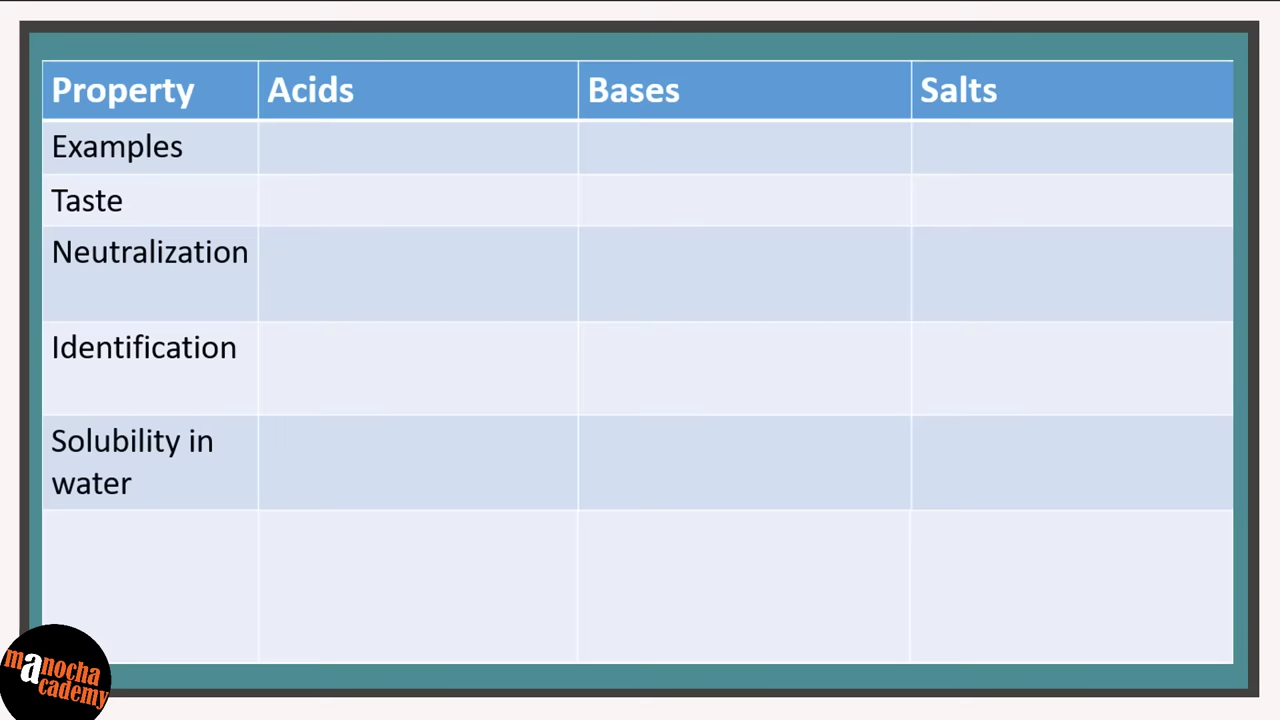 Property Acids Bases Salts
Examples
Taste
Neutralization
Identification
Solubility in
water
manocha
academy